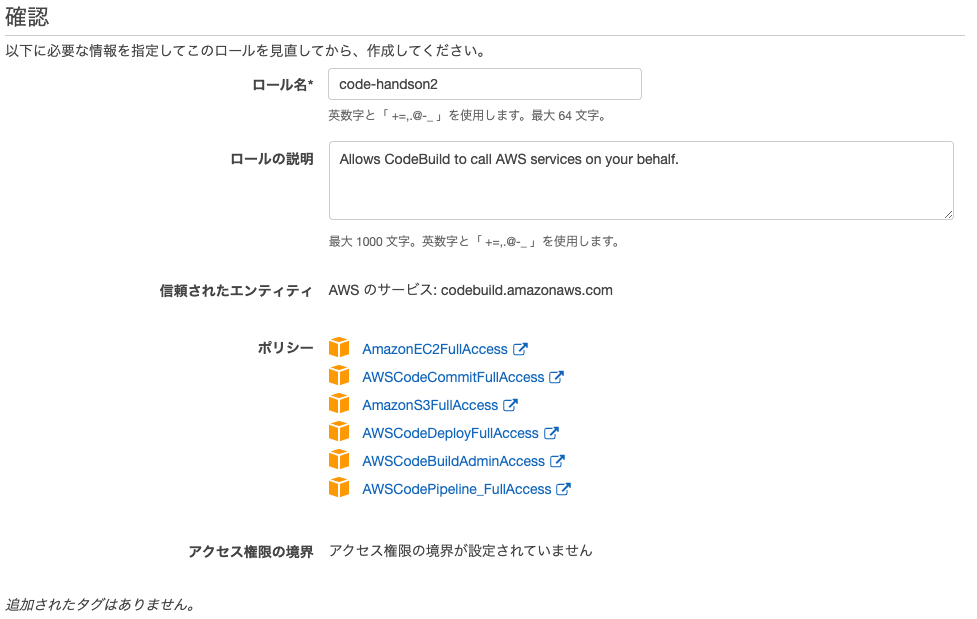 確認
以下に必要な情報を指定してこのロールを見直してから、作成してください。
ロール名* code-handson2
英数字と「 +=,.@-_ 」を使用します。最大 64 文字。
ロールの説明 Allows CodeBuild to call AWS services on your behalf.
最大 1000 文字。英数字と「 +=,.@-_ 」を使用します。
信頼されたエンティティ AWS のサービス: codebuild.amazonaws.com
ポリシー AmazonEC2FullAccess
AWSCodeCommitFullAccess
AmazonS3FullAccess
AWSCodeDeployFullAccess
AWSCodeBuildAdminAccess
AWSCodePipeline_FullAccess
アクセス権限の境界 アクセス権限の境界が設定されていません
追加されたタグはありません。